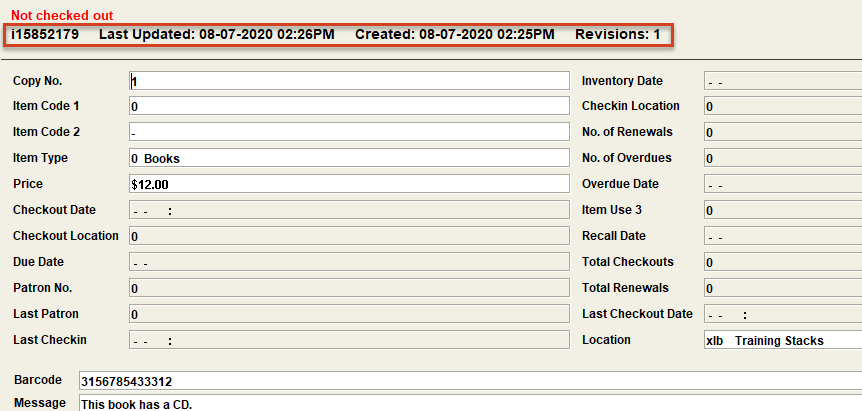 Not checked out
i15852179 Last Updated: 08-07-2020 02:26PM Created: 08-07-2020 02:25PM Revisions: 1
Copy No. 1 Inventory Date - -
Item Code 1 0 Checkin Location 0
Item Code 2 - No. of Renewals 0
Item Type 0 Books No. of Overdues 0
Price $12.00 Overdue Date - -
Checkout Date - - : Item Use 3 0
Checkout Location 0 Recall Date - -
Due Date - - Total Checkouts 0
Patron No. 0 Total Renewals 0
Last Patron 0 Last Checkout Date - - :
Last Checkin - - : Location xlb Training Stacks
Barcode 3156785433312
Message This book has a CD.